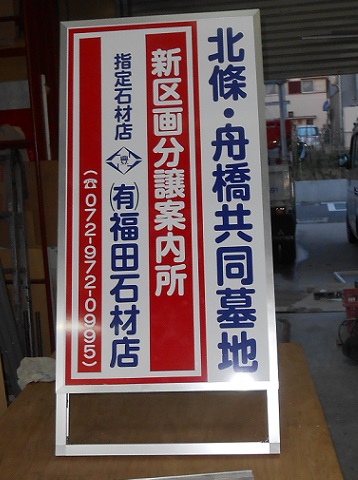 北條・舟橋共同墓地
新区画分譲案内所
指定石材店 ㈲福田石材店
(☎072-972-0995)